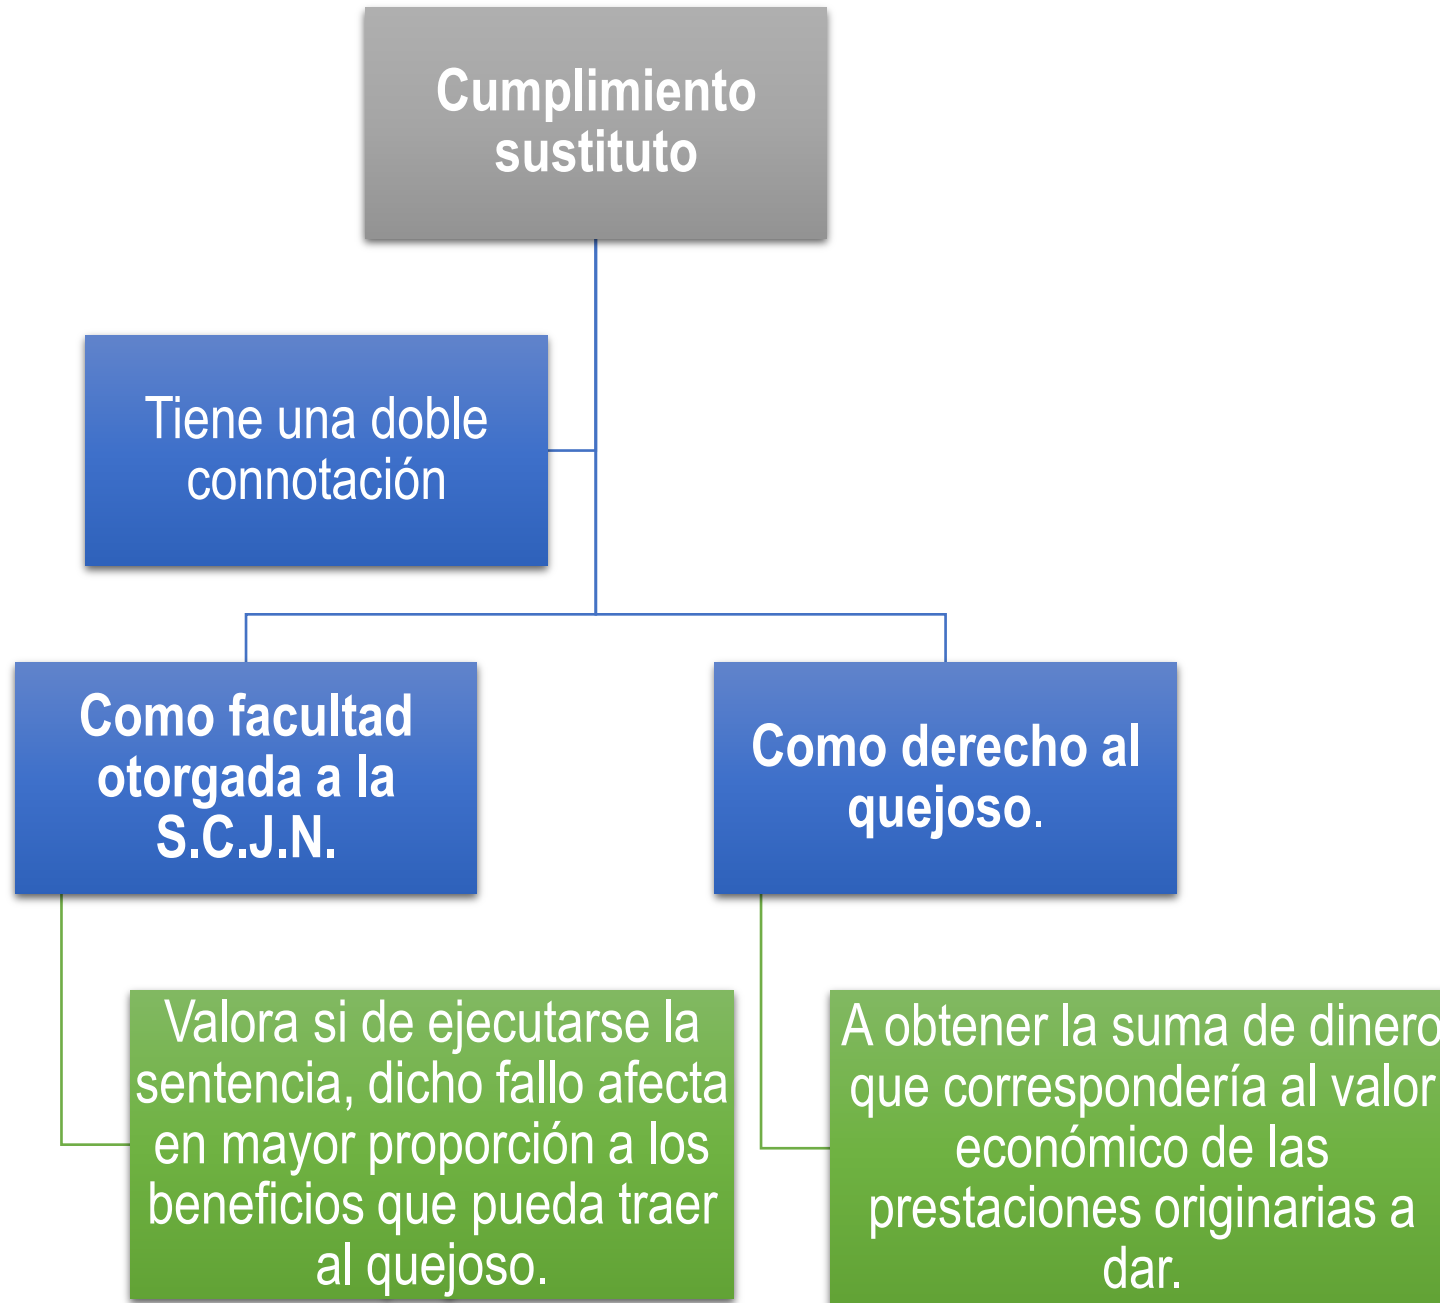 Cumplimiento
sustituto
Tiene una doble
connotación
Como facultad
otorgada a la
S.C.J.N.
Como derecho al
quejoso.
Valora si de ejecutarse la
sentencia, dicho fallo afecta
en mayor proporción a los
beneficios que pueda traer
al quejoso.
A obtener la suma de dinero
que correspondería al valor
económico de las
prestaciones originarias a
dar.